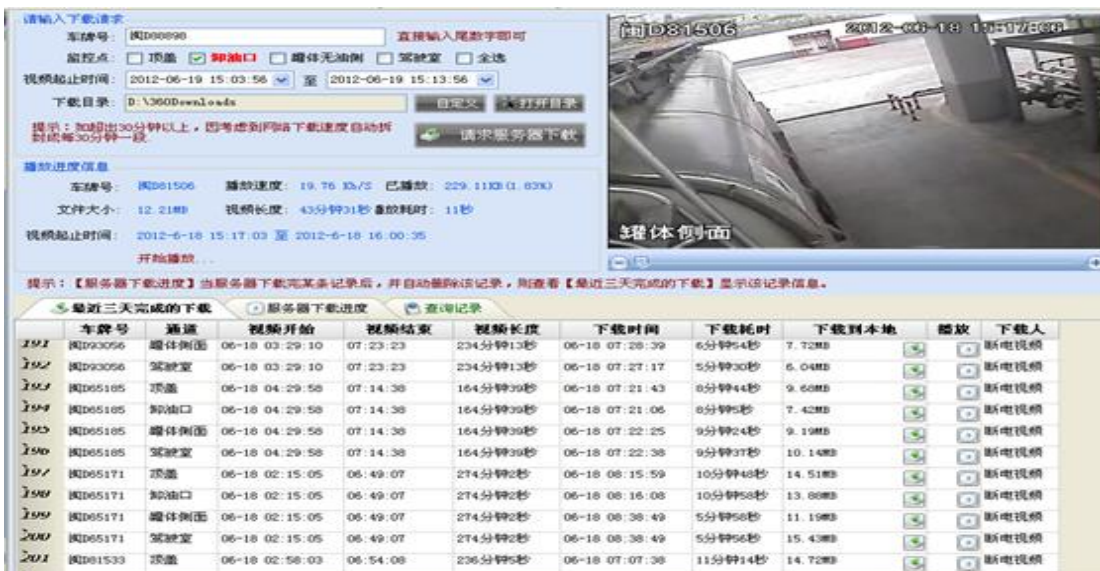 请输入下载请求
车牌号: 闽D80898 直接输入尾数字即可
监控点: 顶盖 卸油口 罐体无油侧 驾驶室 全选
视频起止时间: 2012-06-19 15:03:56 至 2012-06-19 15:13:56
下载目录: D:\360Downloads 自定义 打开目录
提示:如超出30分钟以上,因考虑到网络下载速度自动拆
封成每30分钟一段. 请求服务器下载
播放进度信息
车牌号: 闽D81506 播放速度: 19.76 Kb/S 已播放: 229.11KB(1.83%)
文件大小: 12.21MB 视频长度: 43分钟31秒 播放耗时: 11秒
视频起止时间: 2012-6-18 15:17:03 至 2012-6-18 16:00:35
开始播放...
闽D81506 2012-06-18 15:17:06
罐体侧面
提示:【服务器下载进度】当服务器下载完某条记录后,并自动删除该记录,则查看【最近三天完成的下载】显示该记录信息。
最近三天完成的下载 服务器下载进度 查询记录
车牌号 通道 视频开始 视频结束 视频长度 下载时间 下载耗时 下载到本地 播放 下载人
191 闽D93056 罐体侧面 06-18 03:29:10 07:23:23 234分钟13秒 06-18 07:28:39 6分钟54秒 7.72MB 断电视频
192 闽D93056 驾驶室 06-18 03:29:10 07:23:23 234分钟13秒 06-18 07:27:17 5分钟30秒 6.04MB 断电视频
193 闽D65185 顶盖 06-18 04:29:58 07:14:38 164分钟39秒 06-18 07:21:43 8分钟44秒 9.68MB 断电视频
194 闽D65185 卸油口 06-18 04:29:58 07:14:38 164分钟39秒 06-18 07:21:06 8分钟5秒 7.42MB 断电视频
195 闽D65185 罐体侧面 06-18 04:29:58 07:14:38 164分钟39秒 06-18 07:22:25 9分钟24秒 9.19MB 断电视频
196 闽D65185 驾驶室 06-18 04:29:58 07:14:38 164分钟39秒 06-18 07:22:38 9分钟37秒 10.14MB 断电视频
197 闽D65171 顶盖 06-18 02:15:05 06:49:07 274分钟2秒 06-18 08:15:59 10分钟48秒 14.51MB 断电视频
198 闽D65171 卸油口 06-18 02:15:05 06:49:07 274分钟2秒 06-18 08:16:08 10分钟58秒 13.88MB 断电视频
199 闽D65171 罐体侧面 06-18 02:15:05 06:49:07 274分钟2秒 06-18 08:38:49 5分钟58秒 11.19MB 断电视频
200 闽D65171 驾驶室 06-18 02:15:05 06:49:07 274分钟2秒 06-18 08:38:49 5分钟56秒 15.43MB 断电视频
201 闽D81533 顶盖 06-18 02:58:03 06:54:08 236分钟5秒 06-18 07:07:38 11分钟14秒 14.72MB 断电视频